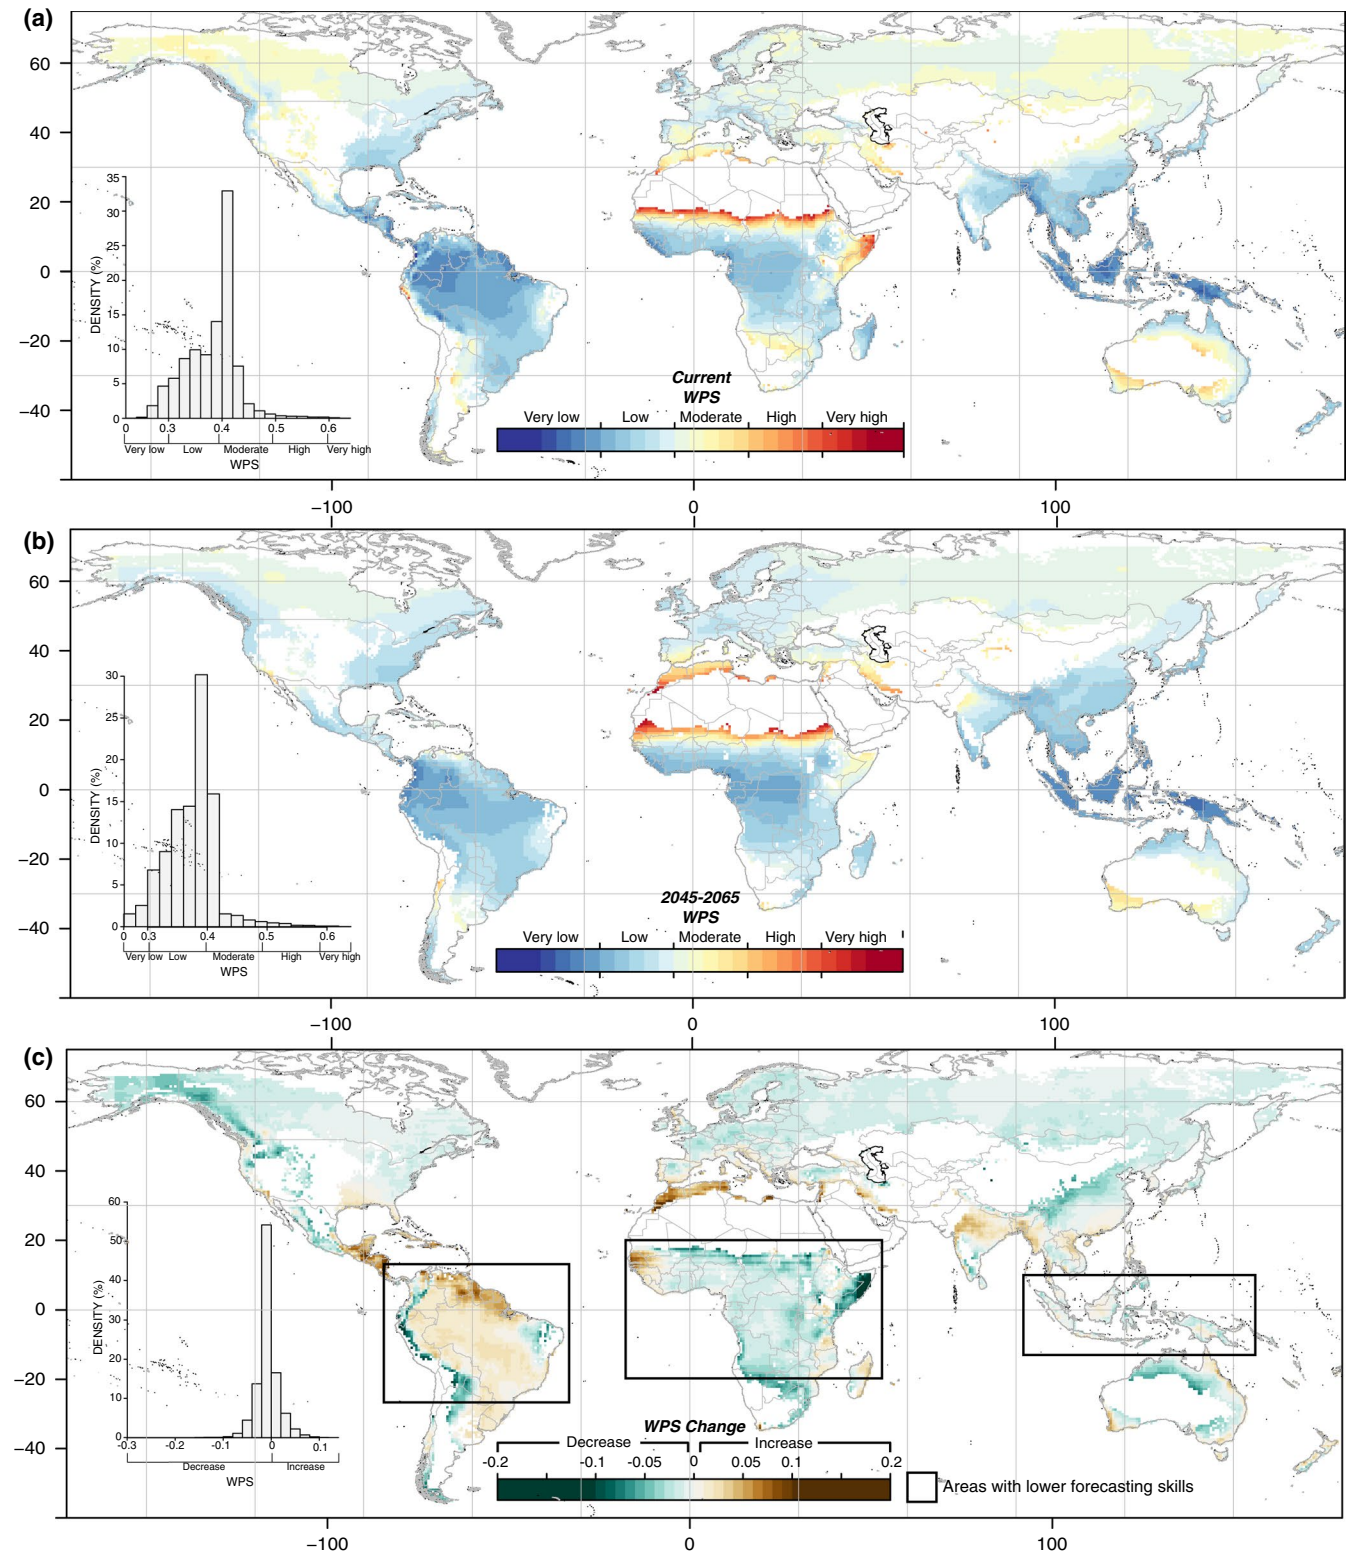 (a)
60
40
20
0
−20
−40
35
30
25
20
15
10
5
0
DENSITY (%)
0 0.3 0.4 0.5 0.6
Very low Low Moderate High Very high
WPS
Current
WPS
Very low Low Moderate High Very high
−100 0 100
(b)
60
40
20
0
−20
−40
30
25
20
15
10
5
0
DENSITY (%)
0 0.3 0.4 0.5 0.6
Very low Low Moderate High Very high
WPS
2045-2065
WPS
Very low Low Moderate High Very high
−100 0 100
(c)
60
40
20
0
−20
−40
60
50
40
30
20
10
0
DENSITY (%)
-0.3 -0.2 -0.1 0 0.1
Decrease Increase
WPS
WPS Change
Decrease Increase
-0.2 -0.1 -0.05 0 0.05 0.1 0.2
Areas with lower forecasting skills
−100 0 100